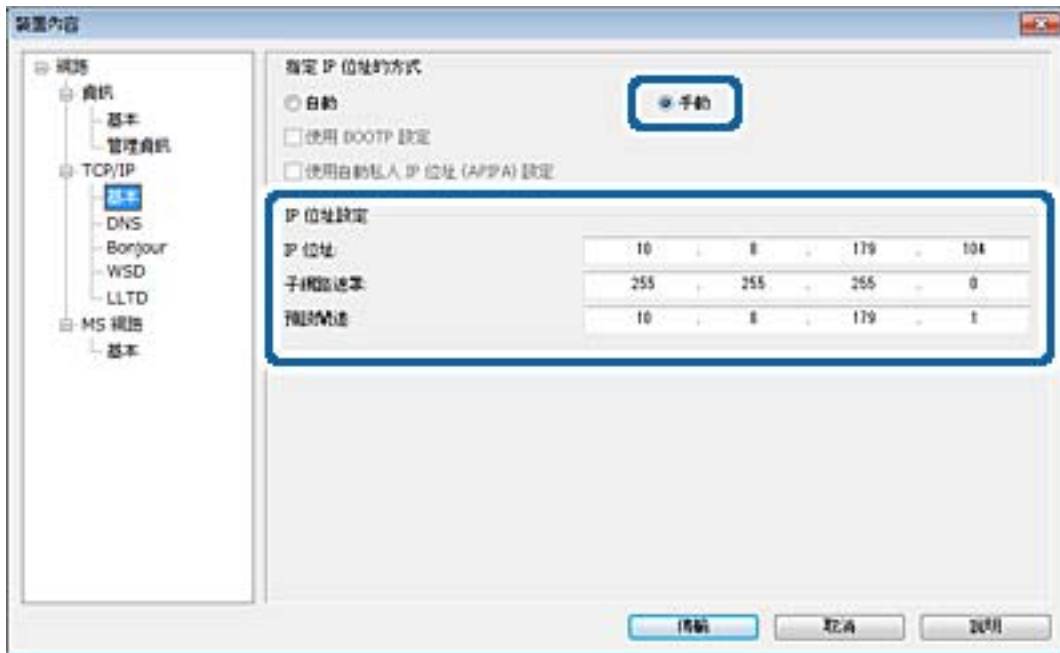 裝置內容
網路
資訊
基本
管理資訊
TCP/IP
基本
DNS
Bonjour
WSD
LLTD
MS 網路
基本
指定 IP 位址的方式
自動
手動
使用 BOOTP 設定
使用自動私人 IP 位址 (APIPA) 設定
IP 位址設定
IP 位址: 10 . 8 . 179 . 104
子網路遮罩: 255 . 255 . 255 . 0
預設閘道: 10 . 8 . 179 . 1
傳輸 取消 說明